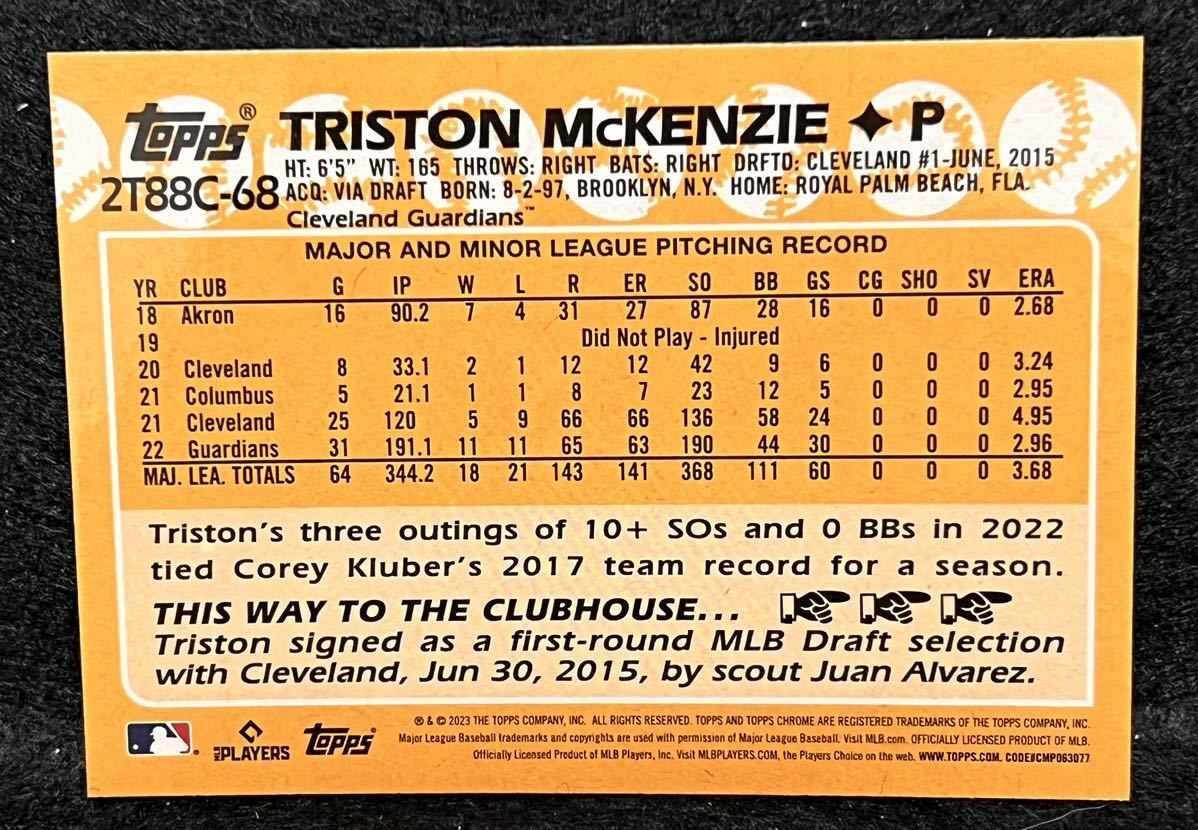 Topps®
TRISTON McKENZIE ✦ P
2T88C-68
HT: 6'5" WT: 165 THROWS: RIGHT BATS: RIGHT DRFTD: CLEVELAND #1-JUNE, 2015
ACQ: VIA DRAFT BORN: 8-2-97, BROOKLYN, N.Y. HOME: ROYAL PALM BEACH, FLA.
Cleveland Guardians™
MAJOR AND MINOR LEAGUE PITCHING RECORD
YR CLUB G IP W L R ER SO BB GS CG SHO SV ERA
18 Akron 16 90.2 7 4 31 27 87 28 16 0 0 0 2.68
19 Did Not Play - Injured
20 Cleveland 8 33.1 2 1 12 12 42 9 6 0 0 0 3.24
21 Columbus 5 21.1 1 1 8 7 23 12 5 0 0 0 2.95
21 Cleveland 25 120 5 9 66 66 136 58 24 0 0 0 4.95
22 Guardians 31 191.1 11 11 65 63 190 44 30 0 0 0 2.96
MAJ. LEA. TOTALS 64 344.2 18 21 143 141 368 111 60 0 0 0 3.68
Triston's three outings of 10+ SOs and 0 BBs in 2022
tied Corey Kluber's 2017 team record for a season.
THIS WAY TO THE CLUBHOUSE...
Triston signed as a first-round MLB Draft selection
with Cleveland, Jun 30, 2015, by scout Juan Alvarez.
MLB PLAYERS
Topps®
® & © 2023 THE TOPPS COMPANY, INC. ALL RIGHTS RESERVED. TOPPS AND TOPPS CHROME ARE REGISTERED TRADEMARKS OF THE TOPPS COMPANY, INC.
Major League Baseball trademarks and copyrights are used with permission of Major League Baseball. Visit MLB.com. OFFICIALLY LICENSED PRODUCT OF MLB.
Officially Licensed Product of MLB Players, Inc. Visit MLBPLAYERS.COM, the Players Choice on the web. WWW.TOPPS.COM. CODE#CMP063077